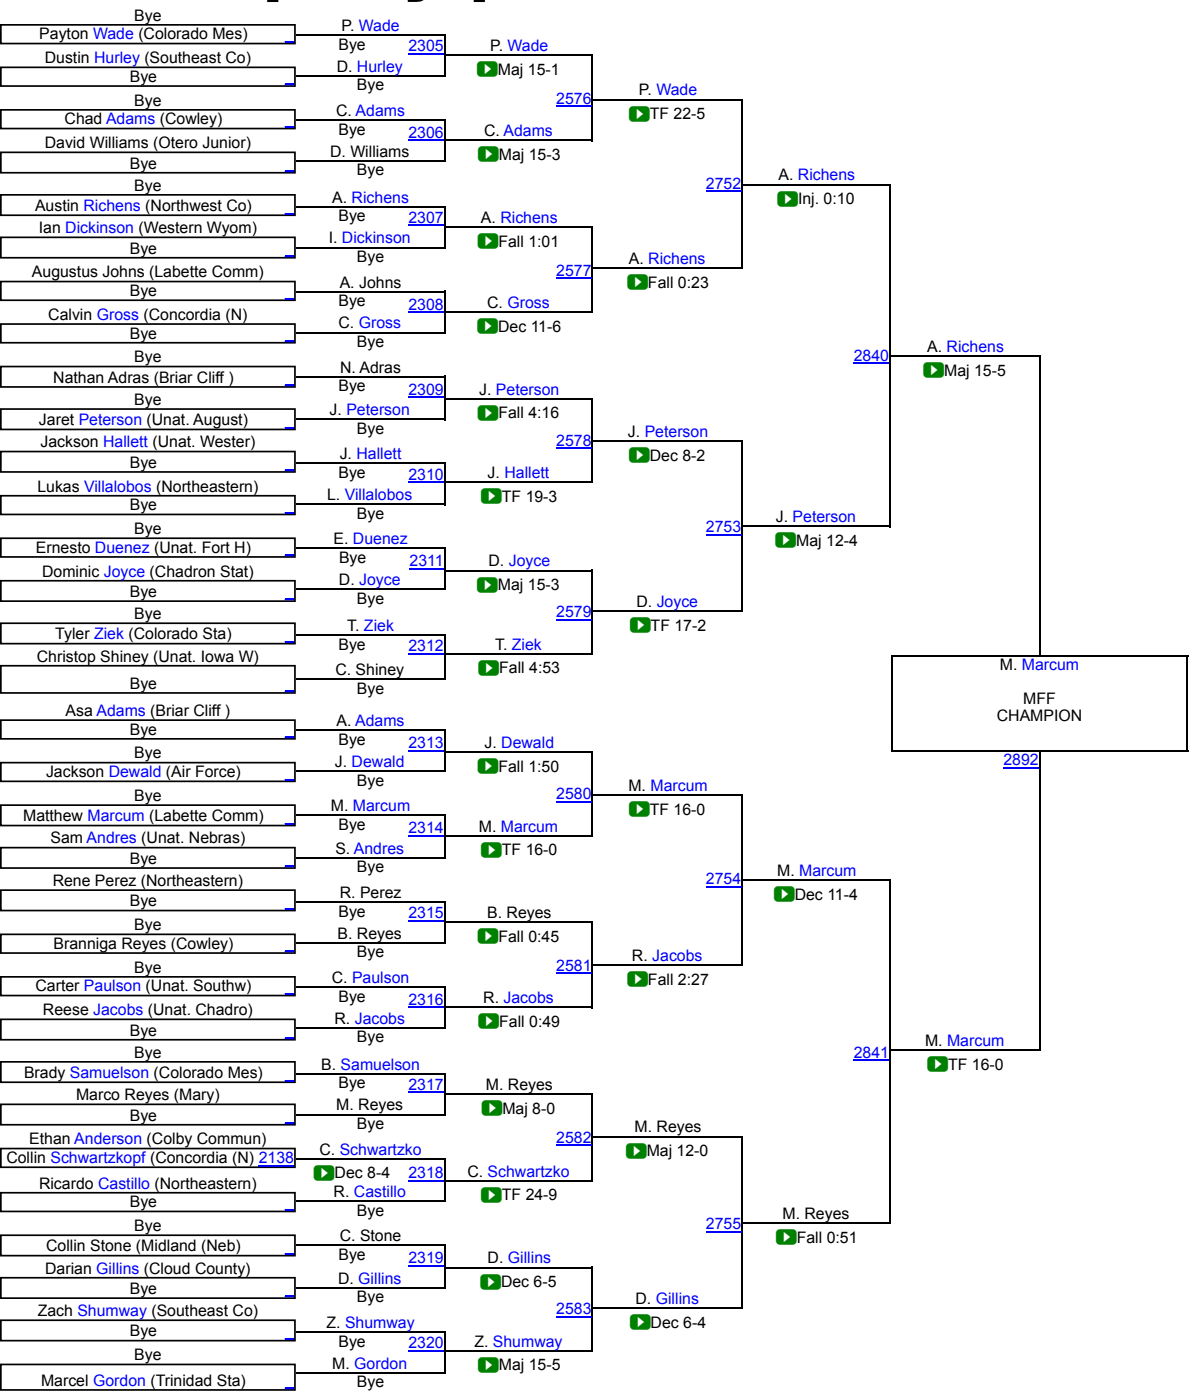 Bye
Payton Wade (Colorado Mes)
Dustin Hurley (Southeast Co)
Bye
Bye
Chad Adams (Cowley)
David Williams (Otero Junior)
Bye
Bye
Austin Richens (Northwest Co)
Ian Dickinson (Western Wyom)
Bye
Augustus Johns (Labette Comm)
Bye
Calvin Gross (Concordia (N)
Bye
Bye
Nathan Adras (Briar Cliff )
Bye
Jaret Peterson (Unat. August)
Jackson Hallett (Unat. Wester)
Bye
Lukas Villalobos (Northeastern)
Bye
Bye
Ernesto Duenez (Unat. Fort H)
Dominic Joyce (Chadron Stat)
Bye
Bye
Tyler Ziek (Colorado Sta)
Christop Shiney (Unat. Iowa W)
Bye
Asa Adams (Briar Cliff )
Bye
Bye
Jackson Dewald (Air Force)
Bye
Matthew Marcum (Labette Comm)
Sam Andres (Unat. Nebras)
Bye
Rene Perez (Northeastern)
Bye
Bye
Branniga Reyes (Cowley)
Bye
Carter Paulson (Unat. Southw)
Reese Jacobs (Unat. Chadro)
Bye
Bye
Brady Samuelson (Colorado Mes)
Marco Reyes (Mary)
Bye
Ethan Anderson (Colby Commun)
Collin Schwartzkopf (Concordia (N) 2138
Ricardo Castillo (Northeastern)
Bye
Bye
Collin Stone (Midland (Neb)
Darian Gillins (Cloud County)
Bye
Zach Shumway (Southeast Co)
Bye
Bye
Marcel Gordon (Trinidad Sta)
P. Wade
Bye 2305
D. Hurley
Bye
C. Adams
Bye 2306
D. Williams
Bye
A. Richens
Bye 2307
I. Dickinson
Bye
A. Johns
Bye 2308
C. Gross
Bye
N. Adras
Bye 2309
J. Peterson
Bye
J. Hallett
Bye 2310
L. Villalobos
Bye
E. Duenez
Bye 2311
D. Joyce
Bye
T. Ziek
Bye 2312
C. Shiney
Bye
A. Adams
Bye 2313
J. Dewald
Bye
M. Marcum
Bye 2314
S. Andres
Bye
R. Perez
Bye 2315
B. Reyes
Bye
C. Paulson
Bye 2316
R. Jacobs
Bye
B. Samuelson
Bye 2317
M. Reyes
Bye
C. Schwartzko
Dec 8-4 2318
R. Castillo
Bye
C. Stone
Bye 2319
D. Gillins
Bye
Z. Shumway
Bye 2320
M. Gordon
Bye
P. Wade
Maj 15-1
2576
C. Adams
Maj 15-3
A. Richens
Fall 1:01
2577
C. Gross
Dec 11-6
J. Peterson
Fall 4:16
2578
J. Hallett
TF 19-3
D. Joyce
Maj 15-3
2579
T. Ziek
Fall 4:53
J. Dewald
Fall 1:50
2580
M. Marcum
TF 16-0
B. Reyes
Fall 0:45
2581
R. Jacobs
Fall 0:49
M. Reyes
Maj 8-0
2582
C. Schwartzko
TF 24-9
D. Gillins
Dec 6-5
2583
Z. Shumway
Maj 15-5
P. Wade
TF 22-5
2752
A. Richens
Fall 0:23
J. Peterson
Dec 8-2
2753
D. Joyce
TF 17-2
M. Marcum
TF 16-0
2754
R. Jacobs
Fall 2:27
M. Reyes
Maj 12-0
2755
D. Gillins
Dec 6-4
A. Richens
Inj. 0:10
2840
J. Peterson
Maj 12-4
M. Marcum
Dec 11-4
2841
M. Reyes
Fall 0:51
A. Richens
Maj 15-5
M. Marcum
MFF
CHAMPION
2892
M. Marcum
TF 16-0